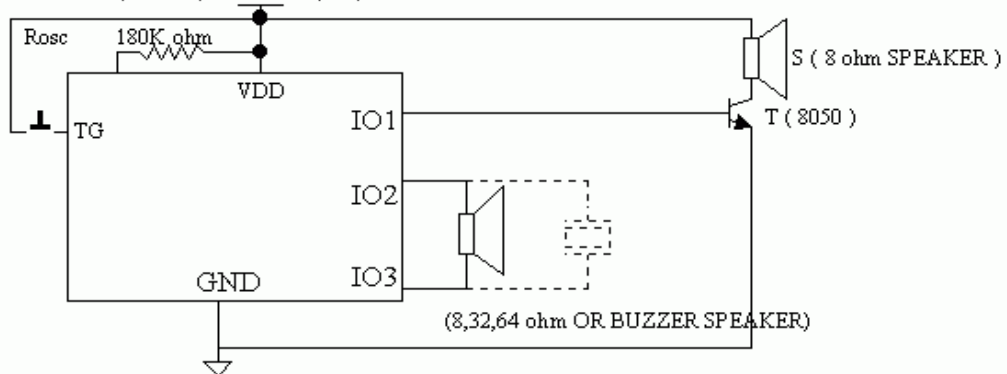 Rosc
180K ohm
VDD
S ( 8 ohm SPEAKER )
TG
IO1
T ( 8050 )
IO2
IO3
GND
(8,32,64 ohm OR BUZZER SPEAKER)